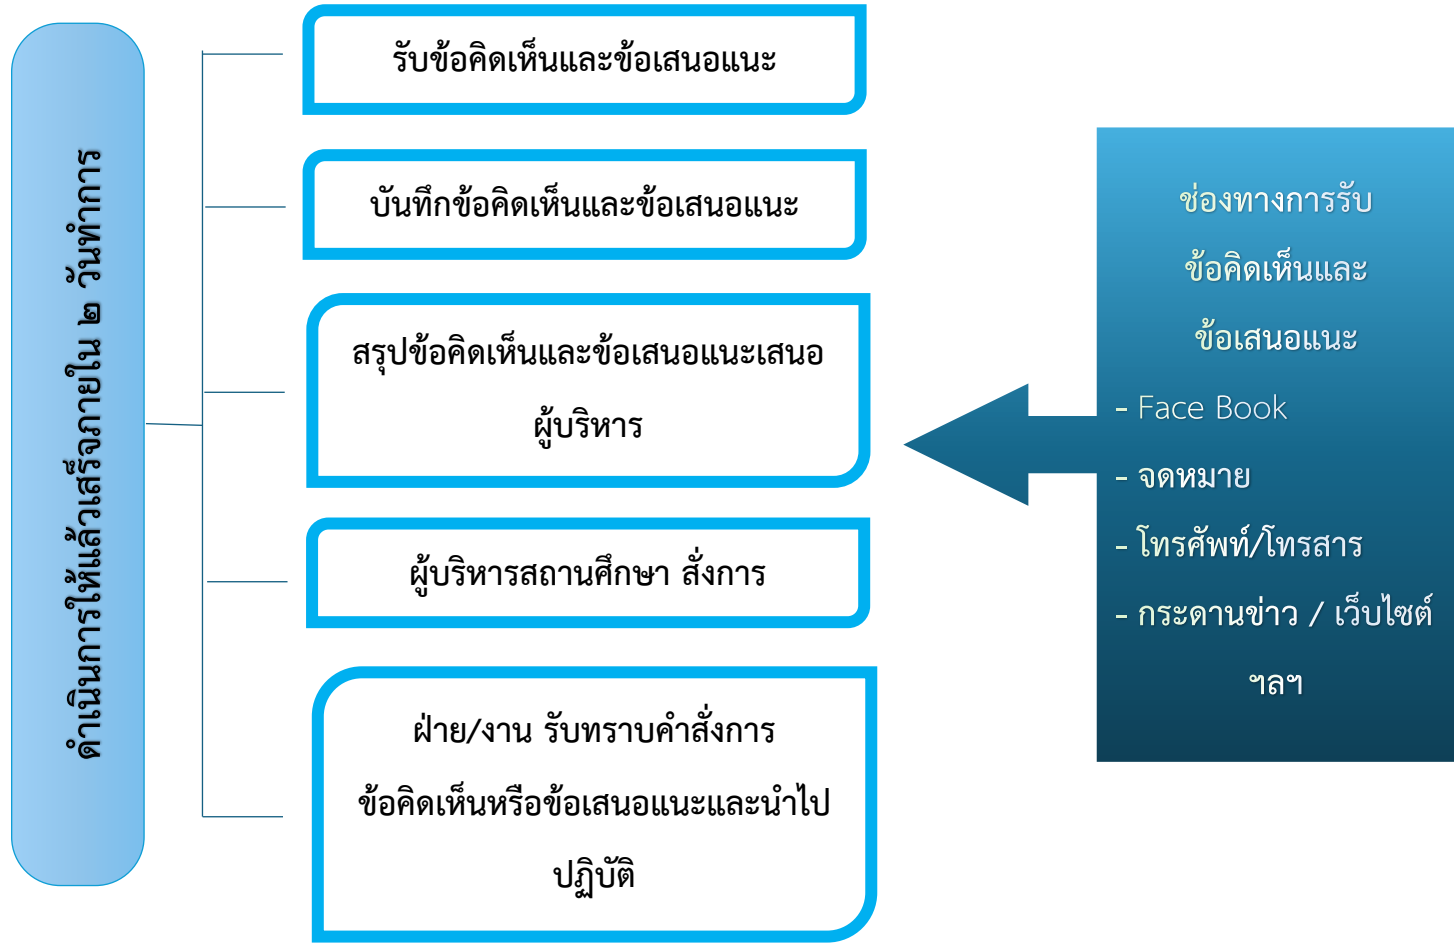 ดำเนินการให้แล้วเสร็จภายใน ๒ วันทำการ
รับข้อคิดเห็นและข้อเสนอแนะ
บันทึกข้อคิดเห็นและข้อเสนอแนะ
สรุปข้อคิดเห็นและข้อเสนอแนะเสนอ
ผู้บริหาร
ผู้บริหารสถานศึกษา สั่งการ
ฝ่าย/งาน รับทราบคำสั่งการ
ข้อคิดเห็นหรือข้อเสนอแนะและนำไป
ปฏิบัติ
ช่องทางการรับ
ข้อคิดเห็นและ
ข้อเสนอแนะ
- Face Book
- จดหมาย
- โทรศัพท์/โทรสาร
- กระดานข่าว / เว็บไซต์
ฯลฯ